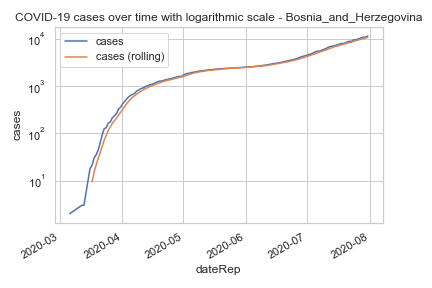 COVID-19 cases over time with logarithmic scale - Bosnia_and_Herzegovina
cases
cases (rolling)
10⁴
10³
10²
10¹
cases
2020-03
2020-04
2020-05
2020-06
2020-07
2020-08
dateRep